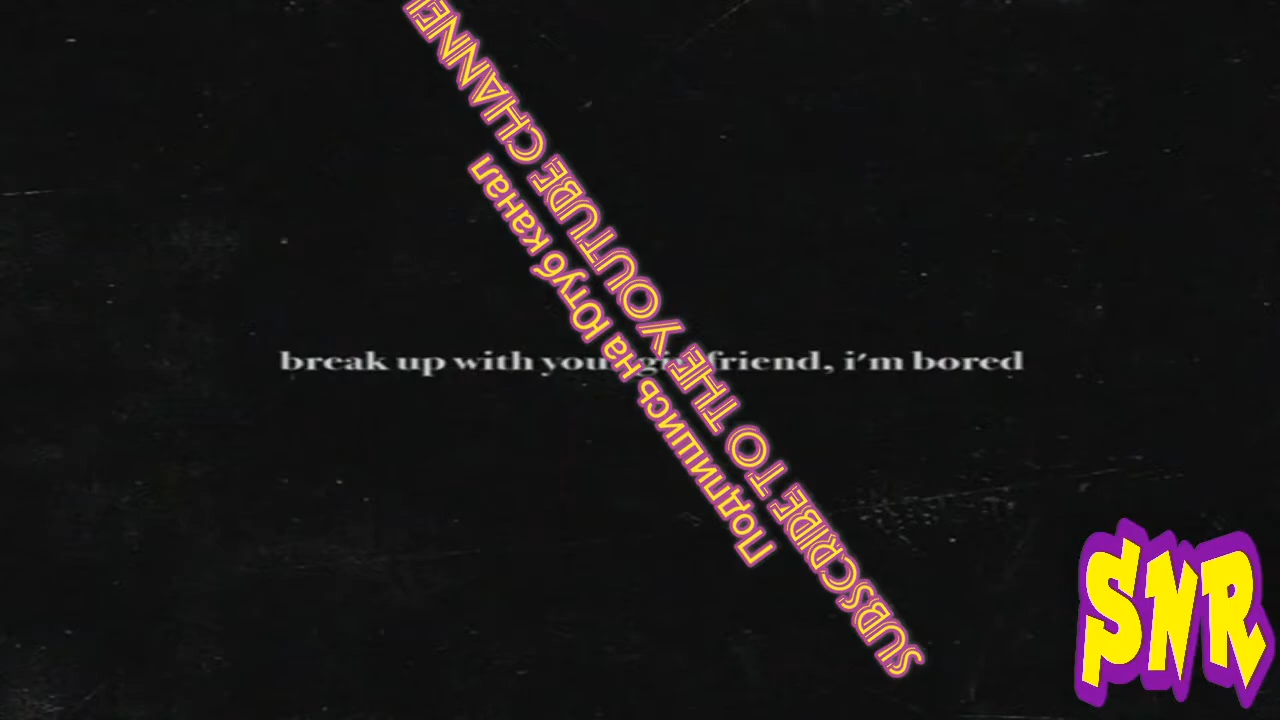 SUBSCRIBE TO THE YOUTUBE CHANNEL
Подпишись на Ютуб канал
break up with your girlfriend, i'm bored
SNR